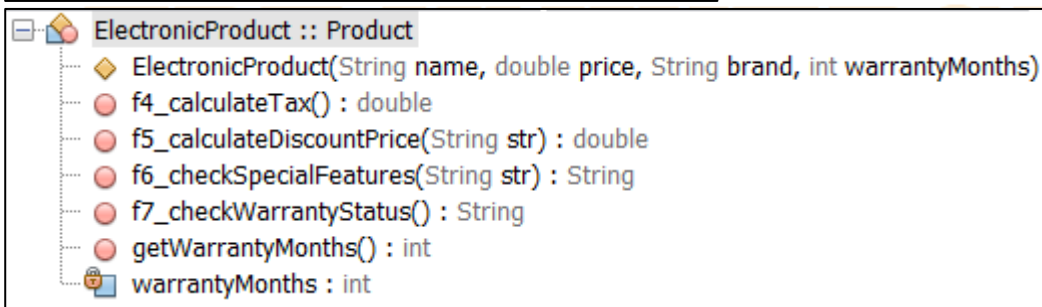 ElectronicProduct :: Product
ElectronicProduct(String name, double price, String brand, int warrantyMonths)
f4_calculateTax() : double
f5_calculateDiscountPrice(String str) : double
f6_checkSpecialFeatures(String str) : String
f7_checkWarrantyStatus() : String
getWarrantyMonths() : int
warrantyMonths : int